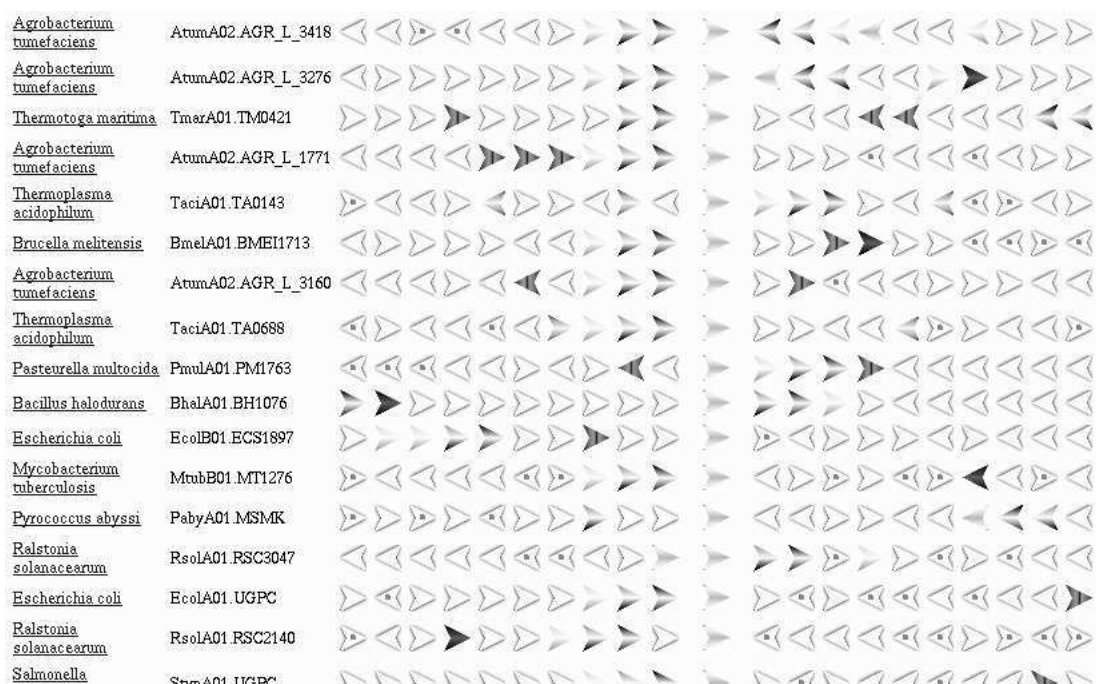 Agrobacterium
tumefaciens AtumA02.AGR_L_3418
Agrobacterium
tumefaciens AtumA02.AGR_L_3276
Thermotoga maritima TmarA01.TM0421
Agrobacterium
tumefaciens AtumA02.AGR_L_1771
Thermoplasma
acidophilum TaciA01.TA0143
Brucella melitensis BmelA01.BMEI1713
Agrobacterium
tumefaciens AtumA02.AGR_L_3160
Thermoplasma
acidophilum TaciA01.TA0688
Pasteurella multocida PmulA01.PM1763
Bacillus halodurans BhalA01.BH1076
Escherichia coli EcolB01.ECS1897
Mycobacterium
tuberculosis MtubB01.MT1276
Pyrococcus abyssi PabyA01.MSMK
Ralstonia
solanacearum RsolA01.RSC3047
Escherichia coli EcolA01.UGPC
Ralstonia
solanacearum RsolA01.RSC2140
Salmonella
StymA01.UGPC